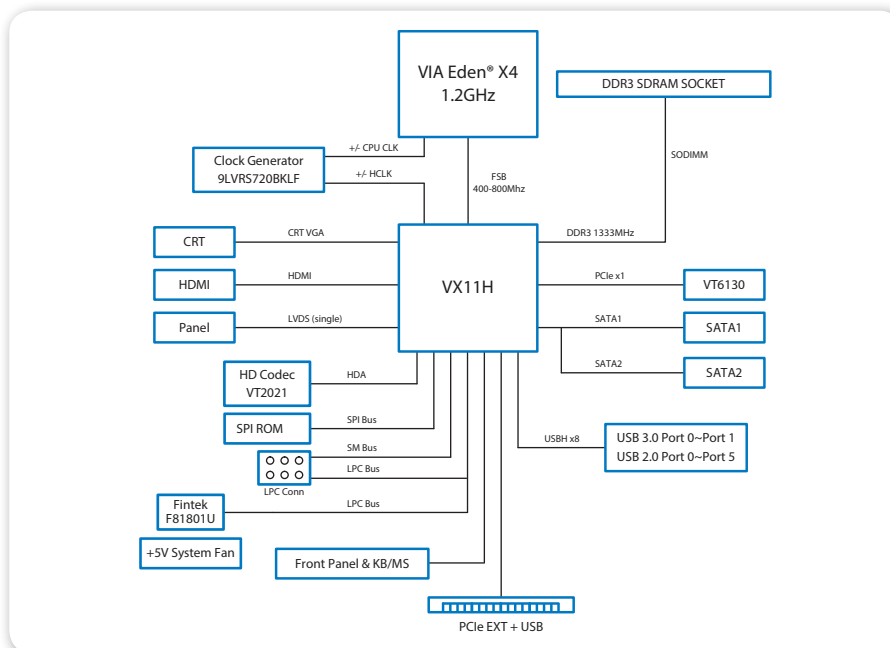 VIA Eden® X4
1.2GHz
DDR3 SDRAM SOCKET
+/- CPU CLK
Clock Generator
9LVRS720BKLF
SODIMM
+/- HCLK
FSB
400-800Mhz
CRT
CRT VGA
DDR3 1333MHz
HDMI
HDMI
VX11H
PCIe x1
VT6130
Panel
LVDS (single)
SATA1
SATA1
HD Codec
VT2021
HDA
SATA2
SATA2
SPI ROM
SPI Bus
USBH x8
USB 3.0 Port 0~Port 1
USB 2.0 Port 0~Port 5
SM Bus
LPC Bus
LPC Conn
Fintek
F81801U
LPC Bus
+5V System Fan
Front Panel & KB/MS
PCIe EXT + USB